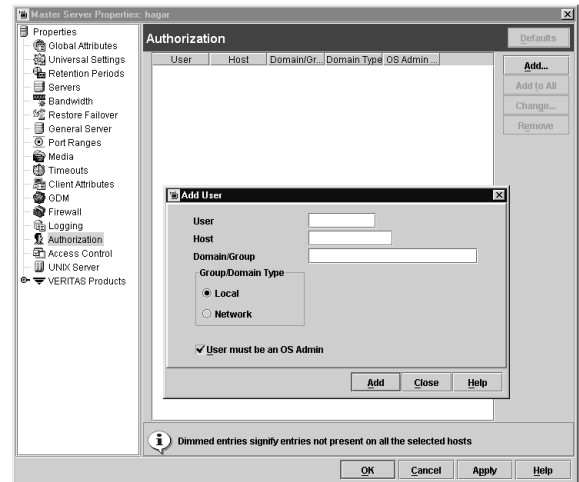 Master Server Properties: hagar
Properties
Global Attributes
Universal Settings
Retention Periods
Servers
Bandwidth
Restore Failover
General Server
Port Ranges
Media
Timeouts
Client Attributes
GDM
Firewall
Logging
Authorization
Access Control
UNIX Server
VERITAS Products
Authorization
Defaults
User Host Domain/Gr... Domain Type OS Admin ...
Add...
Add to All
Change...
Remove
Add User
User
Host
Domain/Group
Group/Domain Type
Local
Network
User must be an OS Admin
Add Close Help
Dimmed entries signify entries not present on all the selected hosts
OK Cancel Apply Help